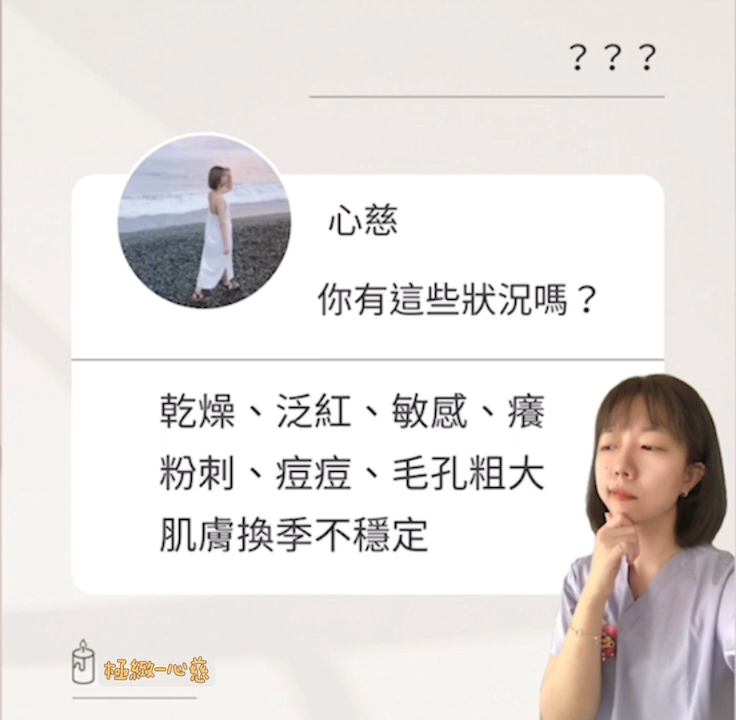 ？？？
心慈
你有這些狀況嗎？
乾燥、泛紅、敏感、癢
粉刺、痘痘、毛孔粗大
肌膚換季不穩定
極緻-心慈